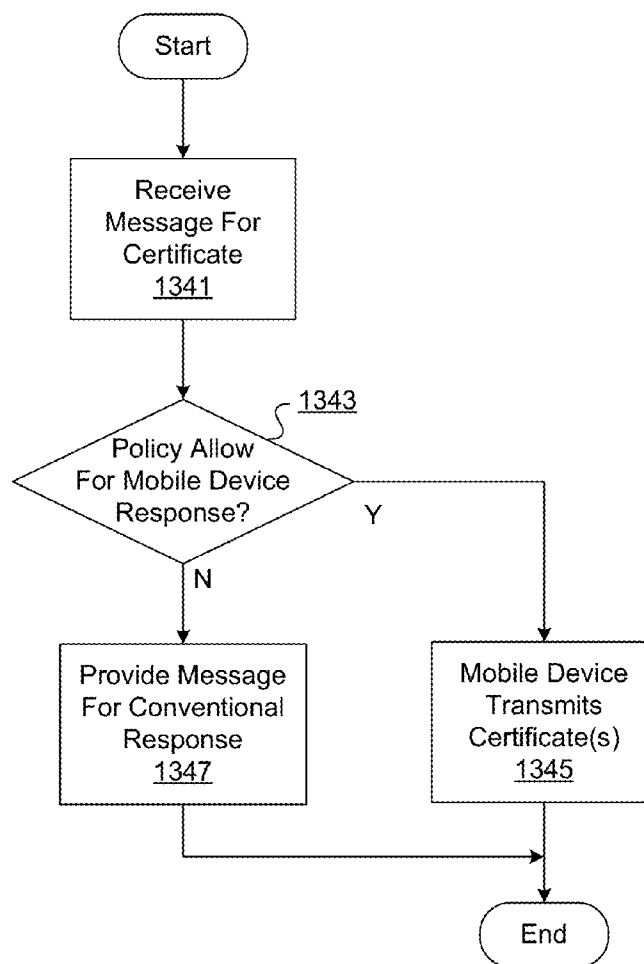 Start
Receive
Message For
Certificate
1341
1343
Policy Allow
For Mobile Device
Response?
Y
N
Provide Message
For Conventional
Response
1347
Mobile Device
Transmits
Certificate(s)
1345
End